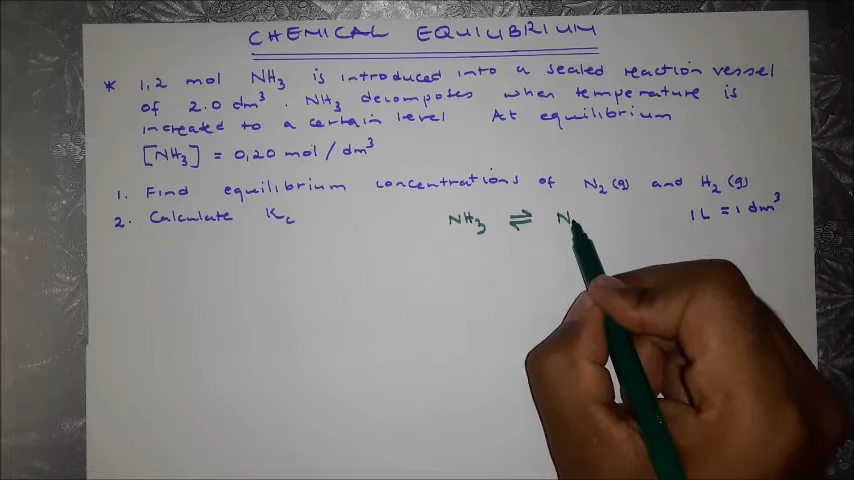 CHEMICAL EQUILIBRIUM
* 1,2 mol NH3 is introduced into a sealed reaction vessel
of 2.0 dm³. NH3 decomposes when temperature is
increased to a certain level At equilibrium
[NH3] = 0,20 mol / dm³
1. Find equilibrium concentrations of N2 (g) and H2 (g)
2. Calculate Kc
1L = 1 dm³
NH3 ⇌ N